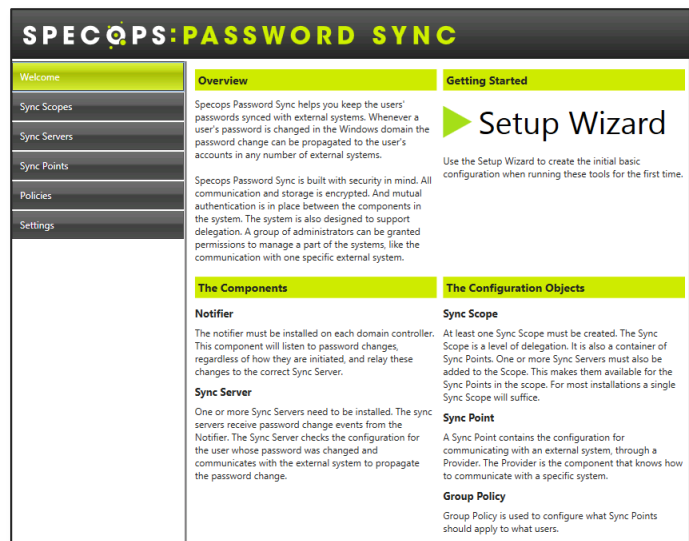 SPECOPS:PASSWORD SYNC
Welcome
Sync Scopes
Sync Servers
Sync Points
Policies
Settings
Overview
Specops Password Sync helps you keep the users'
passwords synced with external systems. Whenever a
user's password is changed in the Windows domain the
password change can be propagated to the user's
accounts in any number of external systems.
Specops Password Sync is built with security in mind. All
communication and storage is encrypted. And mutual
authentication is in place between the components in
the system. The system is also designed to support
delegation. A group of administrators can be granted
permissions to manage a part of the systems, like the
communication with one specific external system.
Getting Started
Setup Wizard
Use the Setup Wizard to create the initial basic
configuration when running these tools for the first time.
The Components
Notifier
The notifier must be installed on each domain controller.
This component will listen to password changes,
regardless of how they are initiated, and relay these
changes to the correct Sync Server.
Sync Server
One or more Sync Servers need to be installed. The sync
servers receive password change events from the
Notifier. The Sync Server checks the configuration for
the user whose password was changed and
communicates with the external system to propagate
the password change.
The Configuration Objects
Sync Scope
At least one Sync Scope must be created. The Sync
Scope is a level of delegation. It is also a container of
Sync Points. One or more Sync Servers must also be
added to the Scope. This makes them available for the
Sync Points in the scope. For most installations a single
Sync Scope will suffice.
Sync Point
A Sync Point contains the configuration for
communicating with an external system, through a
Provider. The Provider is the component that knows how
to communicate with a specific system.
Group Policy
Group Policy is used to configure what Sync Points
should apply to what users.